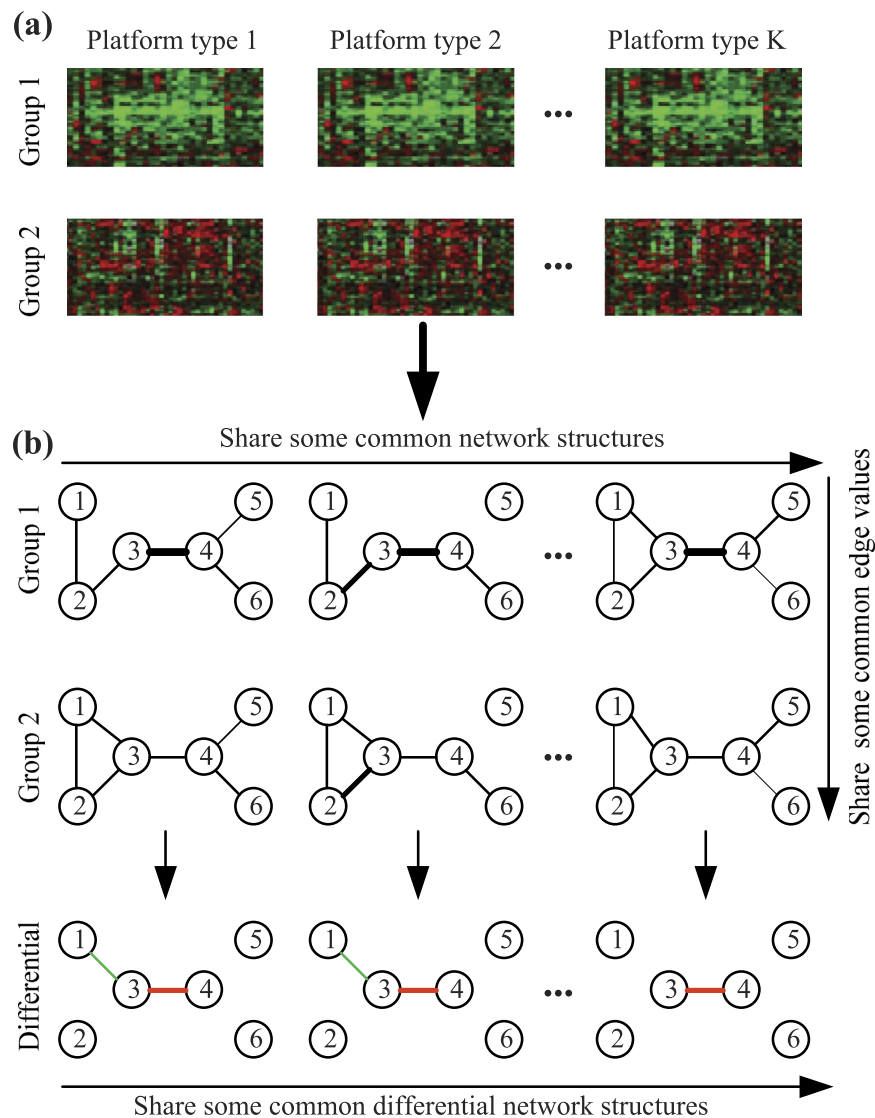 (a)
Platform type 1 Platform type 2 Platform type K
Group 1
•••
Group 2
•••
(b)
Share some common network structures
Share some common edge values
Group 1
1 5 1 5 1 5
3 4 3 4 ••• 3 4
2 6 2 6 2 6
Group 2
1 5 1 5 1 5
3 4 3 4 ••• 3 4
2 6 2 6 2 6
Differential
1 5 1 5 1 5
3 4 3 4 ••• 3 4
2 6 2 6 2 6
Share some common differential network structures